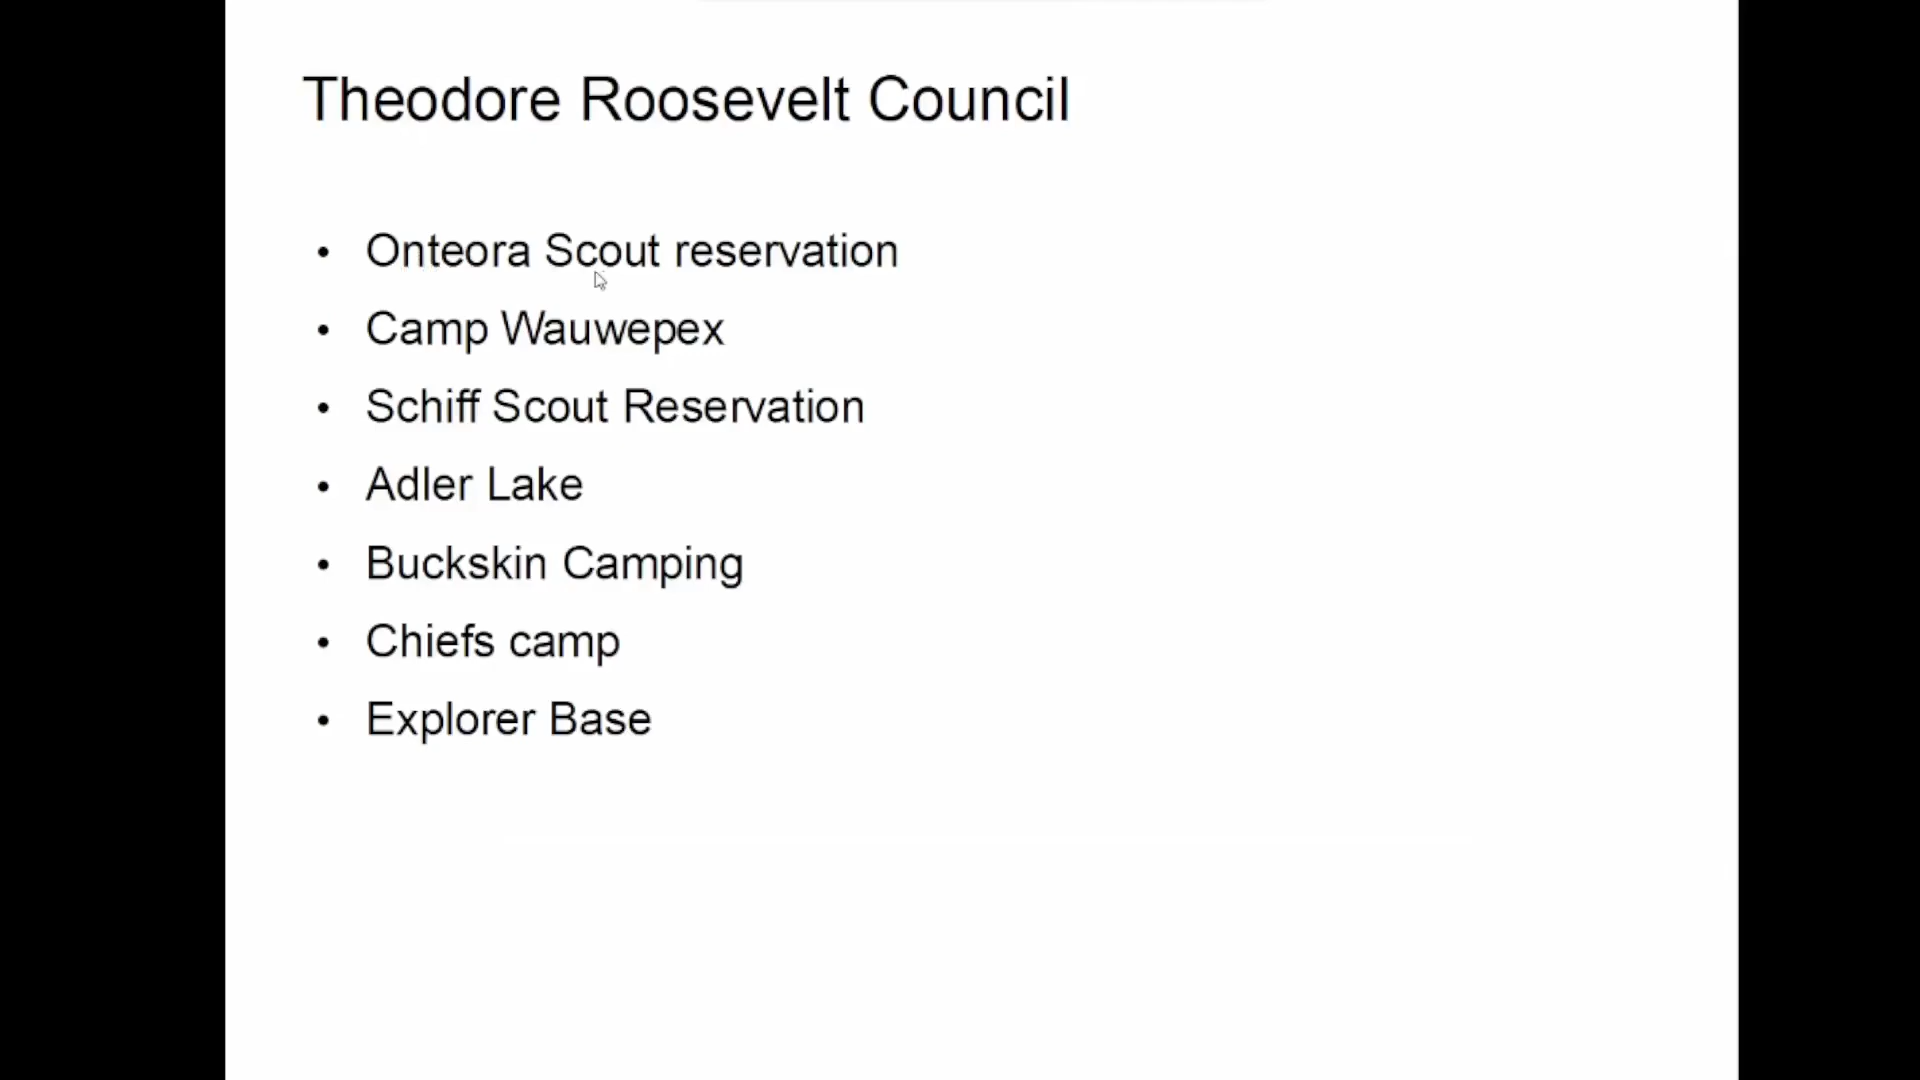 Theodore Roosevelt Council
• Onteora Scout reservation
• Camp Wauwepex
• Schiff Scout Reservation
• Adler Lake
• Buckskin Camping
• Chiefs camp
• Explorer Base